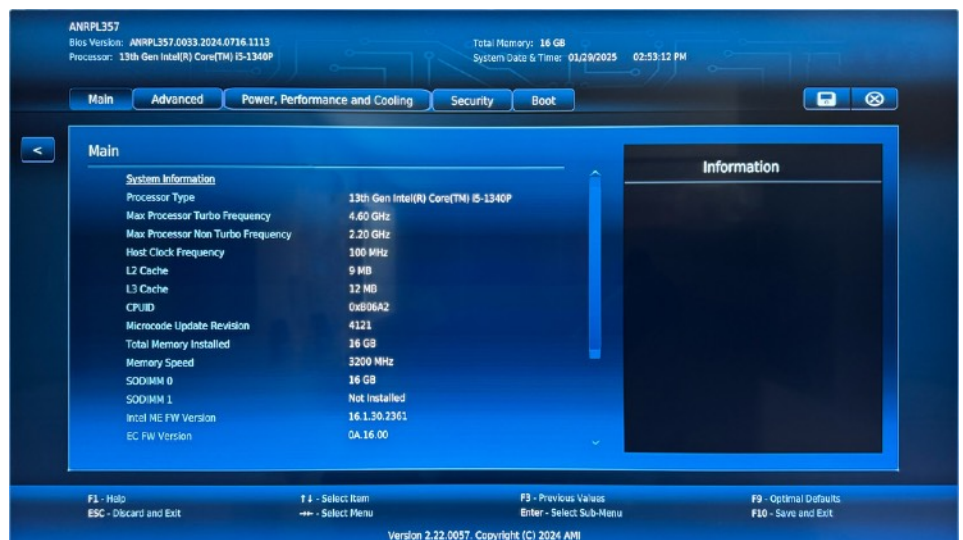 ANRPL357
Bios Version: ANRPL357.0033.2024.0716.1113
Processor: 13th Gen Intel(R) Core(TM) i5-1340P
Total Memory: 16 GB
System Date & Time: 01/29/2025 02:53:12 PM
Main Advanced Power, Performance and Cooling Security Boot
<
Main
System Information
Processor Type 13th Gen Intel(R) Core(TM) i5-1340P
Max Processor Turbo Frequency 4.60 GHz
Max Processor Non Turbo Frequency 2.20 GHz
Host Clock Frequency 100 MHz
L2 Cache 9 MB
L3 Cache 12 MB
CPUID 0xB06A2
Microcode Update Revision 4121
Total Memory Installed 16 GB
Memory Speed 3200 MHz
SODIMM 0 16 GB
SODIMM 1 Not Installed
Intel ME FW Version 16.1.30.2361
EC FW Version 0A.16.00
Information
F1 - Help ↑↓ - Select Item F3 - Previous Values F9 - Optimal Defaults
ESC - Discard and Exit →← - Select Menu Enter - Select Sub-Menu F10 - Save and Exit
Version 2.22.0057. Copyright (C) 2024 AMI